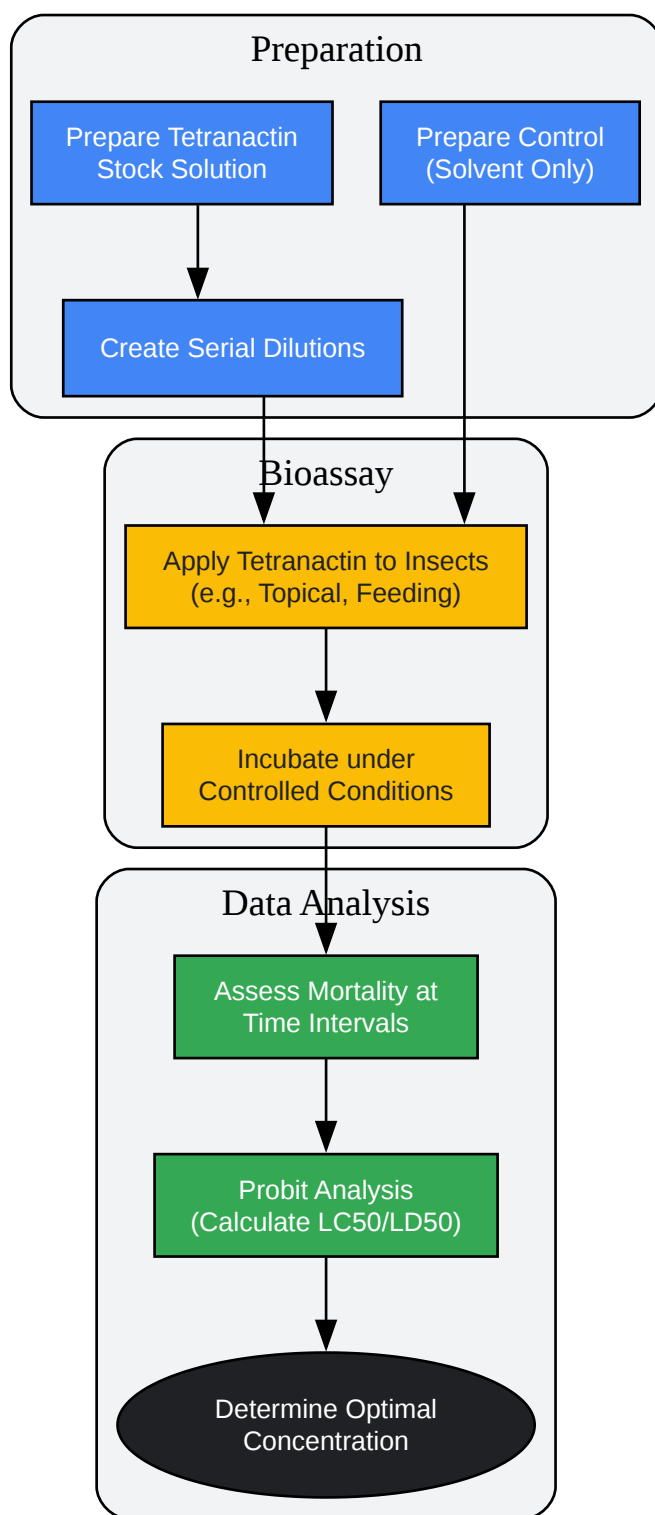 Preparation
Prepare Tetranactin
Stock Solution
Prepare Control
(Solvent Only)
Create Serial Dilutions
Bioassay
Apply Tetranactin to Insects
(e.g., Topical, Feeding)
Incubate under
Controlled Conditions
Data Analysis
Assess Mortality at
Time Intervals
Probit Analysis
(Calculate LC50/LD50)
Determine Optimal
Concentration